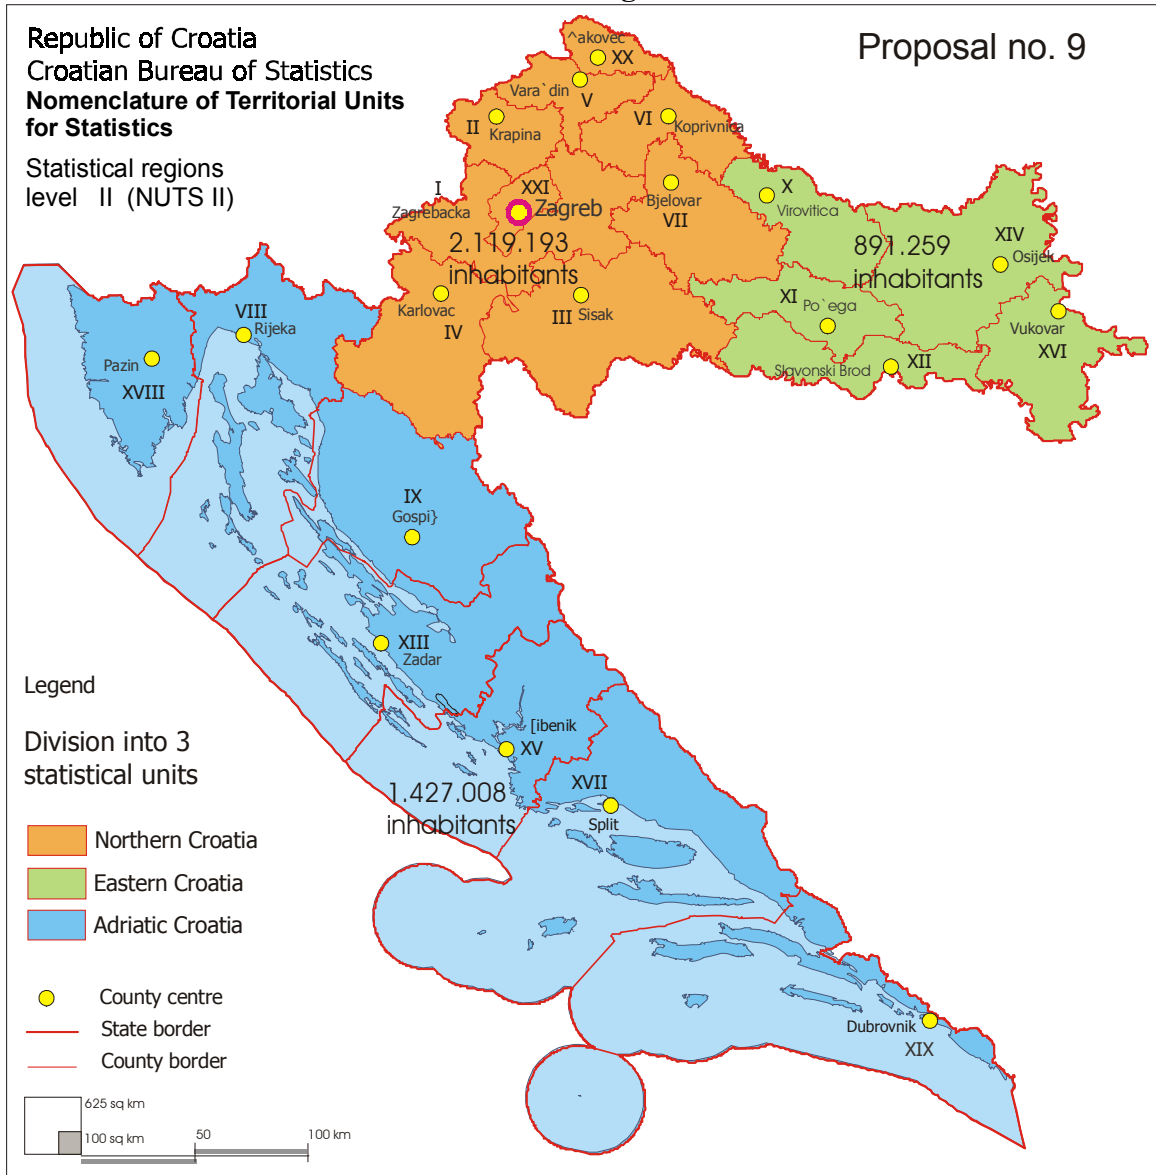 Republic of Croatia
Croatian Bureau of Statistics
Nomenclature of Territorial Units
for Statistics
Statistical regions
level II (NUTS II)
Proposal no. 9
^akoveč
XX
Vara`din
V
II
Krapina
VI
Koprivnica
I
Zagrebacka
XXI
Zagreb
Bjelovar
VII
X
Virovitica
2.119.193
inhabitants
891.259
inhabitants
XIV
Osijek
Karlovac
IV
III
Sisak
XI
Po`ega
Vukovar
XVI
Slavonski Brod
XII
VIII
Rijeka
Pazin
XVIII
IX
Gospi}
XIII
Zadar
[ibenik
XV
XVII
Split
1.427.008
inhabitants
Dubrovnik
XIX
Legend
Division into 3
statistical units
Northern Croatia
Eastern Croatia
Adriatic Croatia
County centre
State border
County border
625 sq km
100 sq km
50
100 km